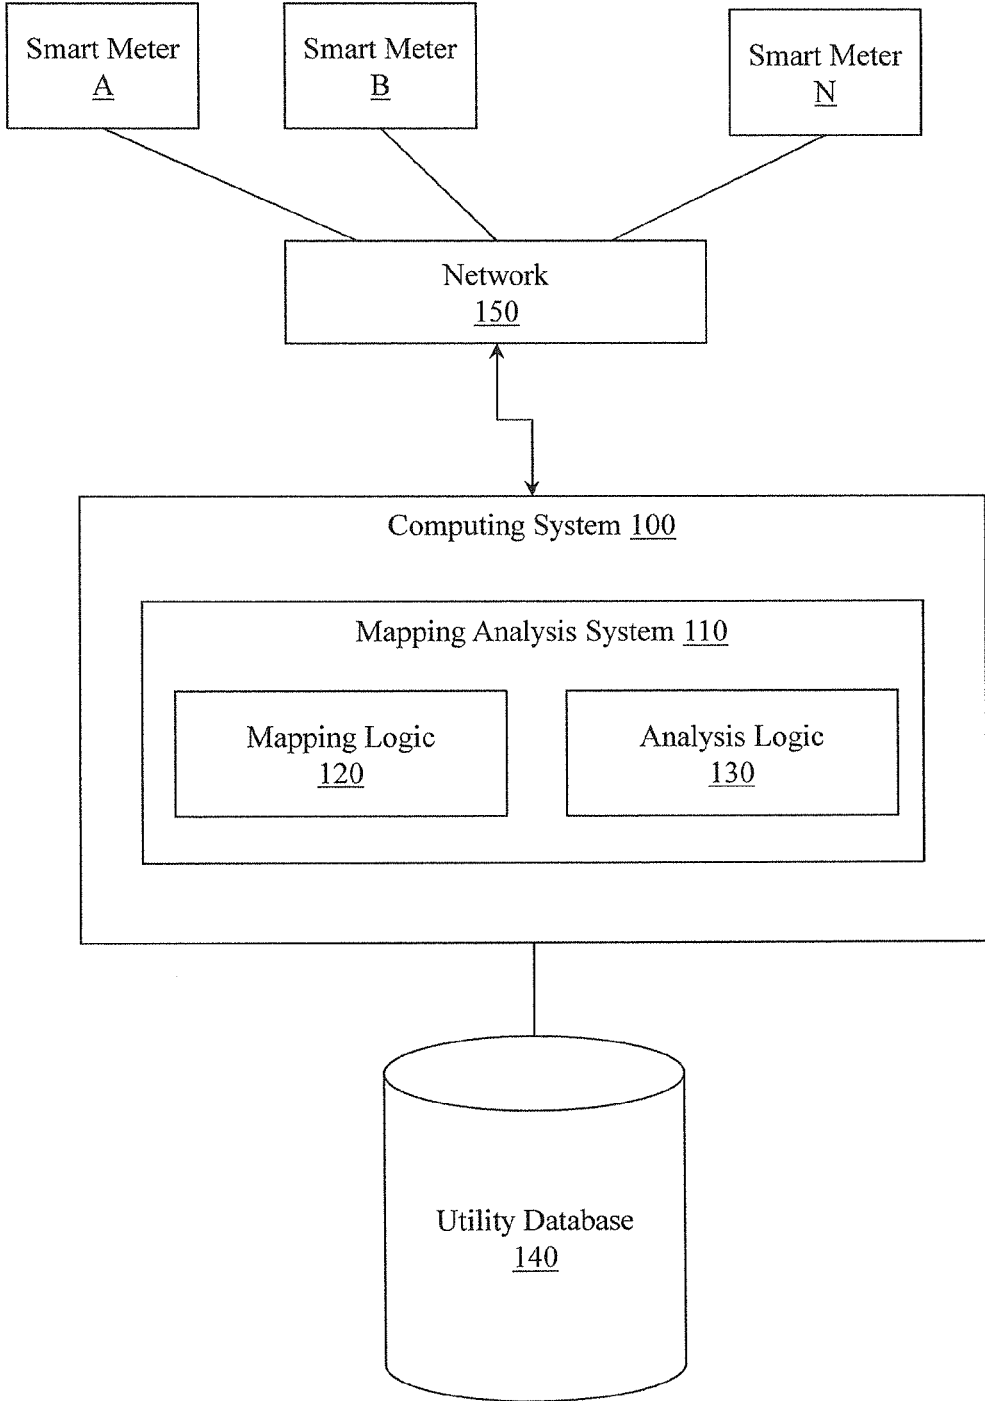 Smart Meter
A
Smart Meter
B
Smart Meter
N
Network
150
Computing System 100
Mapping Analysis System 110
Mapping Logic
120
Analysis Logic
130
Utility Database
140